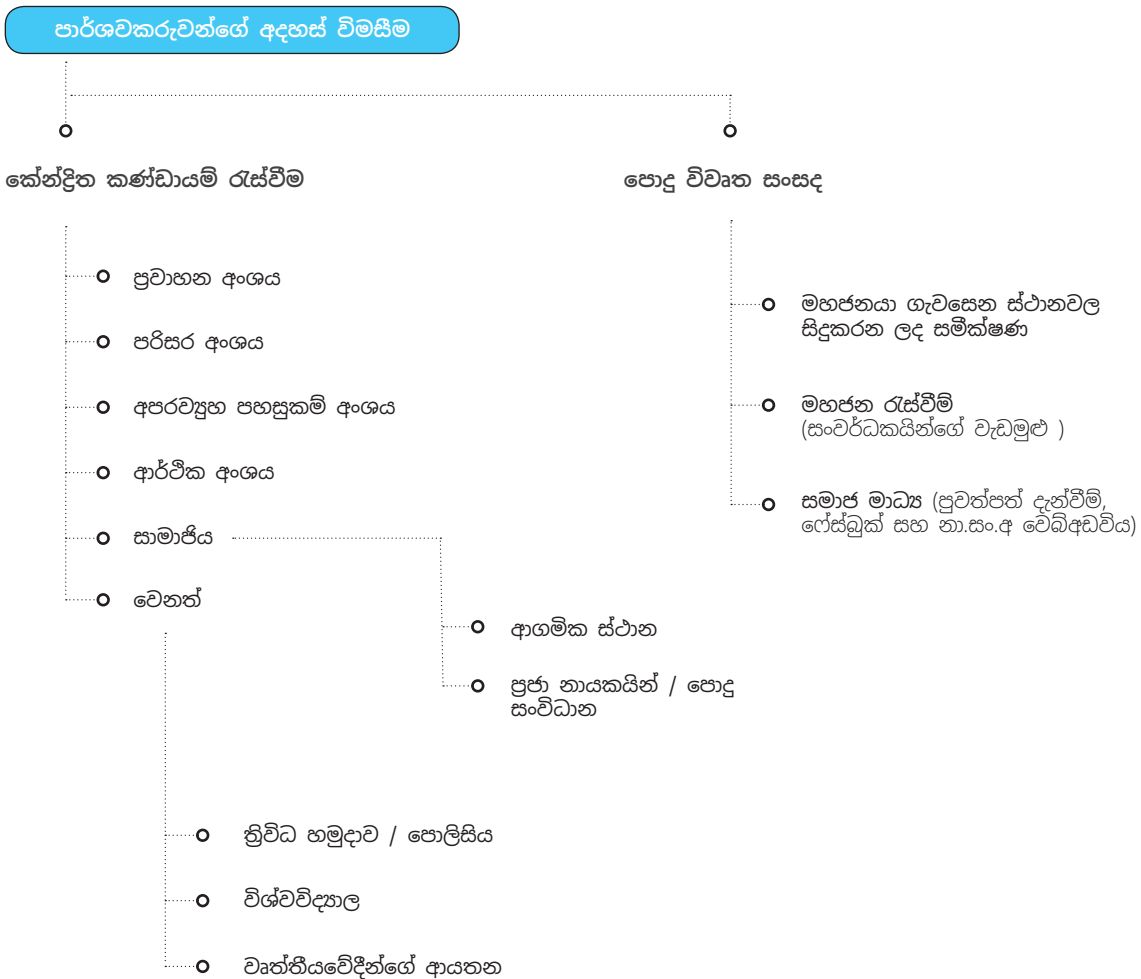 පාර්ශවකරුවන්ගේ අදහස් විමසීම
කේන්ද්‍රිත කණ්ඩායම් රැස්වීම
පොදු විවෘත සංසද
ප්‍රවාහන අංශය
පරිසර අංශය
අපරව්‍යුහ පහසුකම් අංශය
ආර්ථික අංශය
සාමාජීය
වෙනත්
මහජනයා ගැවසෙන ස්ථානවල
සිදුකරන ලද සමීක්ෂණ
මහජන රැස්වීම්
(සංවර්ධකයින්ගේ වැඩමුළු )
සමාජ මාධ්‍ය (පුවත්පත් දැන්වීම්,
ෆේස්බුක් සහ නා.සං.අ වෙබ්අඩවිය)
ආගමික ස්ථාන
ප්‍රජා නායකයින් / පොදු
සංවිධාන
ත්‍රිවිධ හමුදාව / පොලිසිය
විශ්වවිද්‍යාල
වෘත්තීයවේදීන්ගේ ආයතන